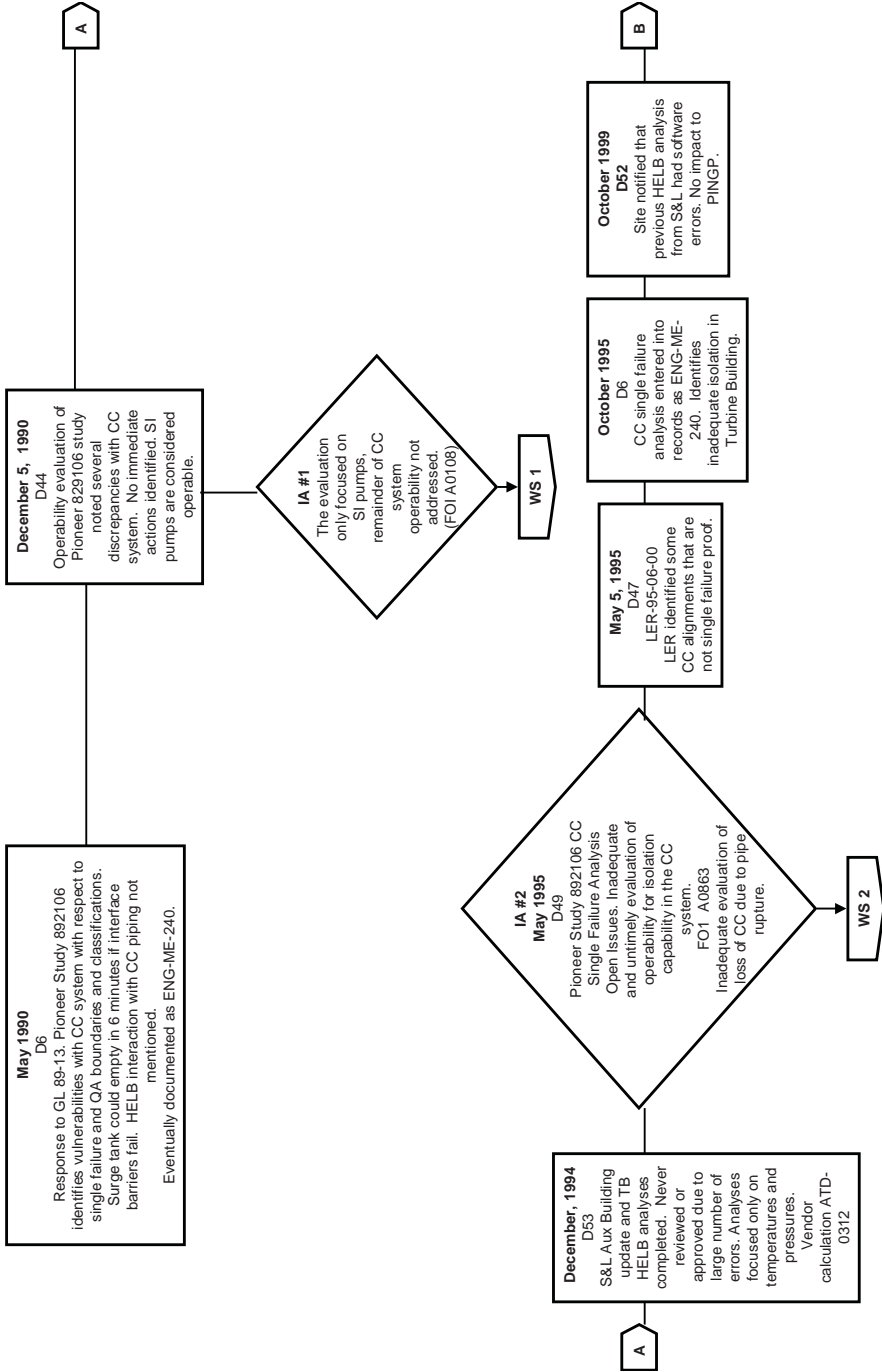 May 1990
D6
Response to GL 89-13. Pioneer Study 892106
identifies vulnerabilities with CC system with respect to
single failure and QA boundaries and classifications.
Surge tank could empty in 6 minutes if interface
barriers fail. HELB interaction with CC piping not
mentioned.
Eventually documented as ENG-ME-240.
December 5, 1990
D44
Operability evaluation of
Pioneer 829106 study
noted several
discrepancies with CC
system. No immediate
actions identified. SI
pumps are considered
operable.
A
IA #1
The evaluation
only focused on
SI pumps,
remainder of CC
system
operability not
addressed.
(FOI A0108)
WS 1
A
December, 1994
D53
S&L Aux Building
update and TB
HELB analyses
completed. Never
reviewed or
approved due to
large number of
errors. Analyses
focused only on
temperatures and
pressures.
Vendor
calculation ATD-
0312
IA #2
May 1995
D49
Pioneer Study 892106 CC
Single Failure Analysis
Open Issues. Inadequate
and untimely evaluation of
operability for isolation
capability in the CC
system.
FO1 A0863
Inadequate evaluation of
loss of CC due to pipe
rupture.
WS 2
May 5, 1995
D47
LER-95-06-00
LER identified some
CC alignments that are
not single failure proof.
October 1995
D6
CC single failure
analysis entered into
records as ENG-ME-
240. Identifies
inadequate isolation in
Turbine Building.
October 1999
D52
Site notified that
previous HELB analysis
from S&L had software
errors. No impact to
PINGP.
B